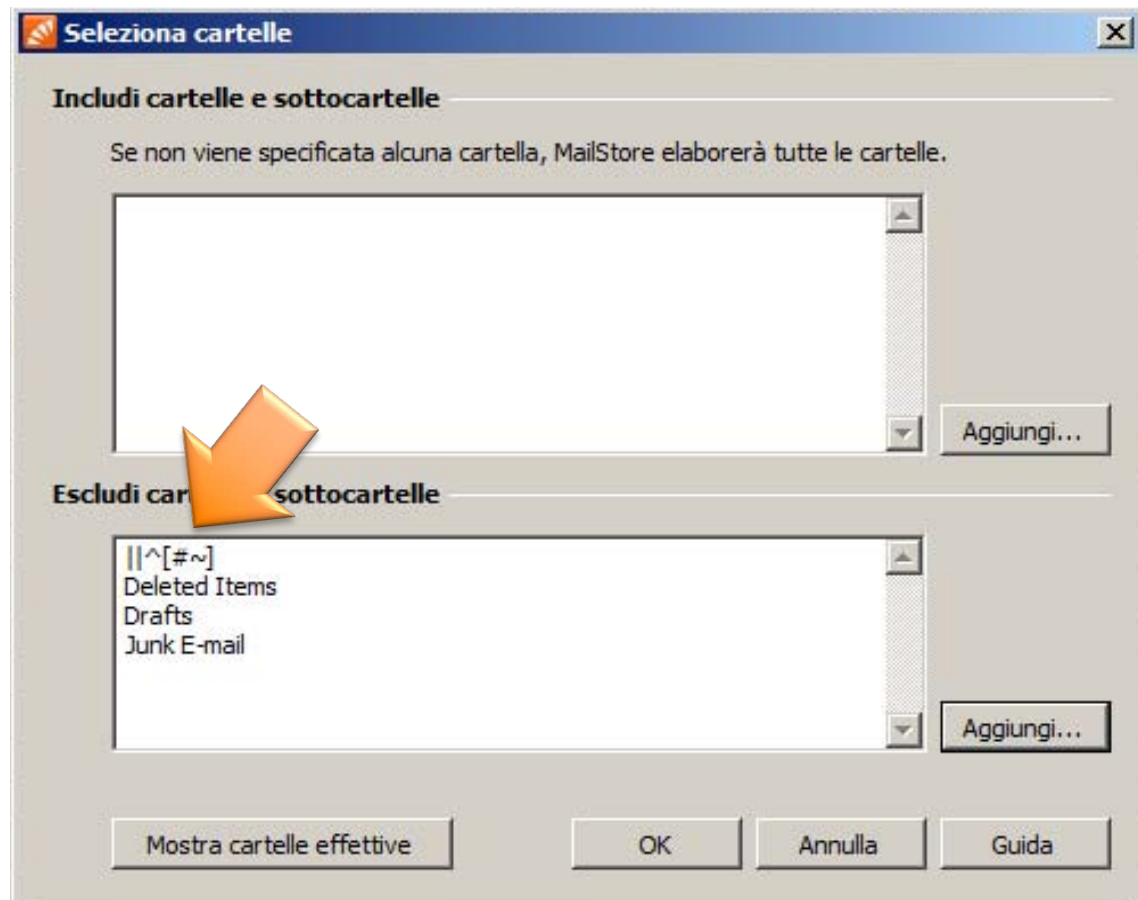 Seleziona cartelle
Includi cartelle e sottocartelle
Se non viene specificata alcuna cartella, MailStore elaborerà tutte le cartelle.
Aggiungi...
Escludi car sottocartelle
||^[#~]
Deleted Items
Drafts
Junk E-mail
Aggiungi...
Mostra cartelle effettive
OK
Annulla
Guida